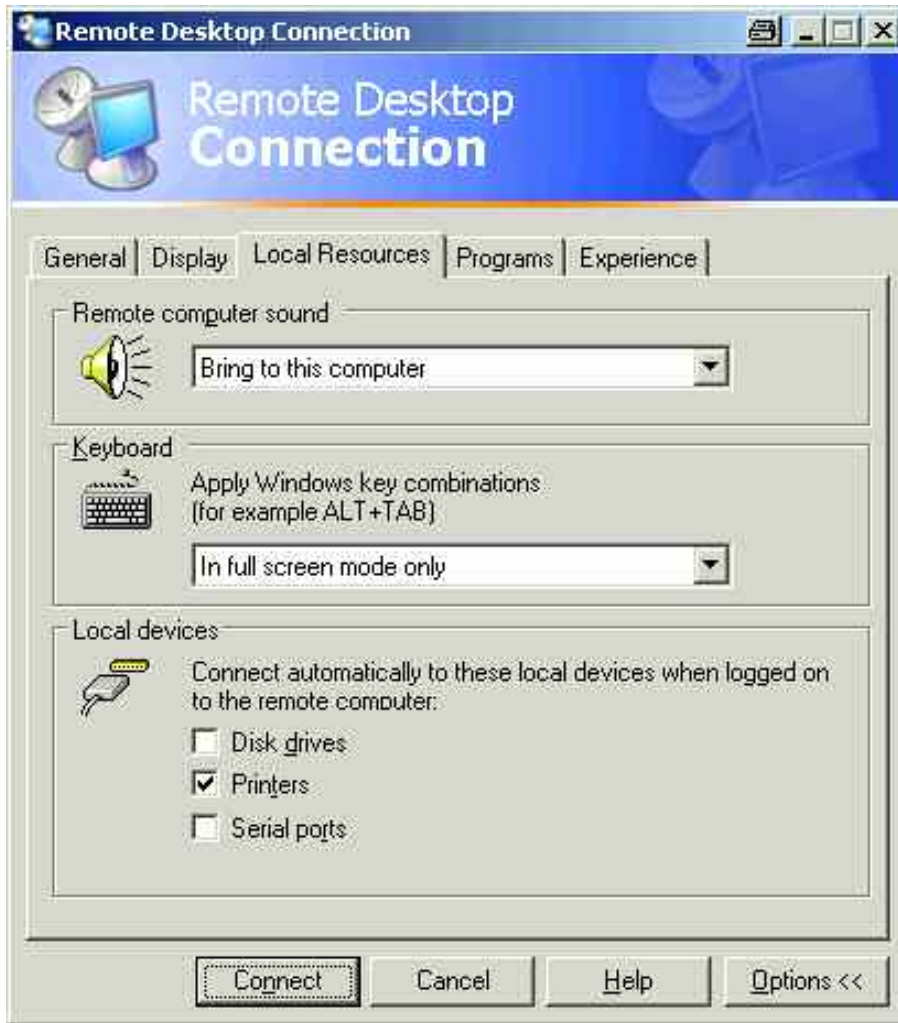 Remote Desktop Connection
Remote Desktop
Connection
General
Display
Local Resources
Programs
Experience
Remote computer sound
Bring to this computer
Keyboard
Apply Windows key combinations
(for example ALT+TAB)
In full screen mode only
Local devices
Connect automatically to these local devices when logged on
to the remote computer:
Disk drives
Printers
Serial ports
Connect
Cancel
Help
Options <<